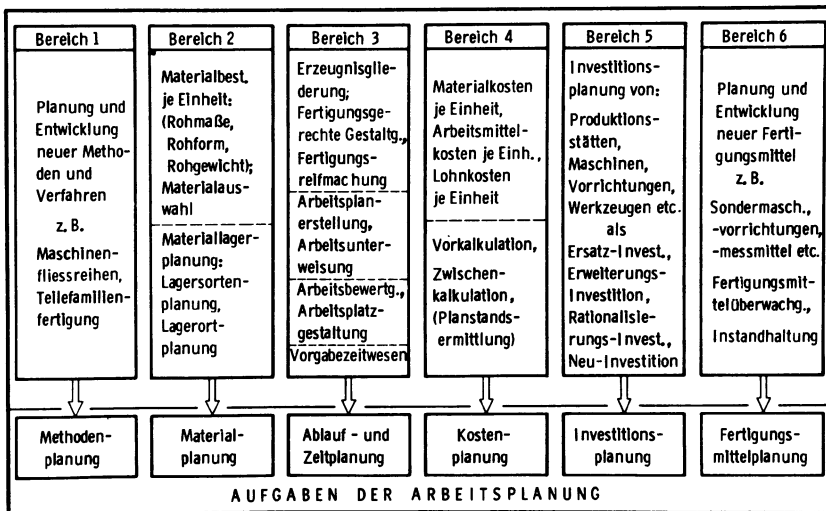 Bereich 1
Planung und
Entwicklung
neuer Metho-
den und
Verfahren
z. B.
Maschinen-
fliessreihen,
Teilefamilien-
fertigung
Methoden-
planung
Bereich 2
Materialbest.
je Einheit:
(Rohmaße,
Rohform,
Rohgewicht);
Materialaus-
wahl
Materiallager-
planung:
Lagersorten-
planung,
Lagerort-
planung
Material-
planung
Bereich 3
Erzeugnisglie-
derung;
Fertigungsge-
rechte Gestaltg.,
Fertigungs-
reifmachung
Arbeitsplan-
erstellung,
Arbeitsunter-
weisung
Arbeitsbewertg.,
Arbeitsplatz-
gestaltung
Vorgabezeitwesen
Ablauf- und
Zeitplanung
Bereich 4
Materialkosten
je Einheit,
Arbeitsmittel-
kosten je Einh.,
Lohnkosten
je Einheit
Vorkalkulation,
Zwischen-
kalkulation,
(Planstands-
ermittlung)
Kosten-
planung
Bereich 5
Investitions-
planung von:
Produktions-
stätten,
Maschinen,
Vorrichtungen,
Werkzeugen etc.
als
Ersatz-Invest.,
Erweiterungs-
Investition,
Rationalisie-
rungs-Invest.,
Neu-Investition
Investitions-
planung
Bereich 6
Planung und
Entwicklung
neuer Ferti-
gungsmittel
z. B.
Sondermasch.,
-vorrichtungen,
-messmittel etc.
Fertigungsmit-
telüberwachg.,
Instandhaltung
Fertigungs-
mittelplanung
AUFGABEN DER ARBEITSPLANUNG